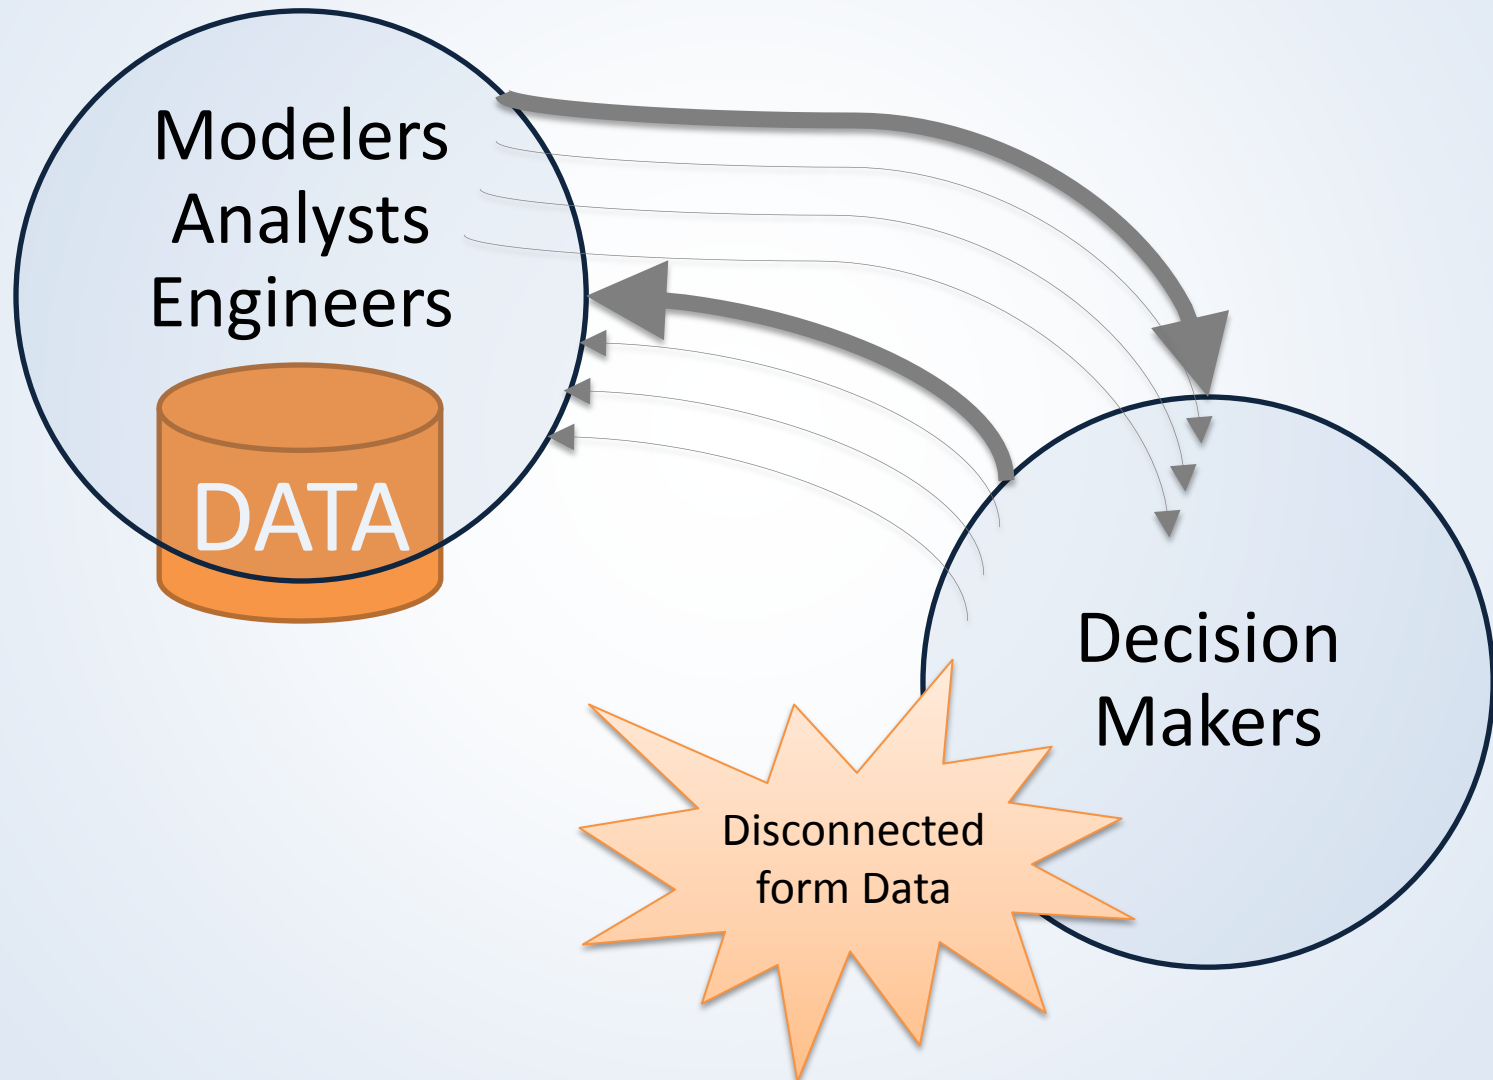 Modelers
Analysts
Engineers
DATA
Decision
Makers
Disconnected
form Data